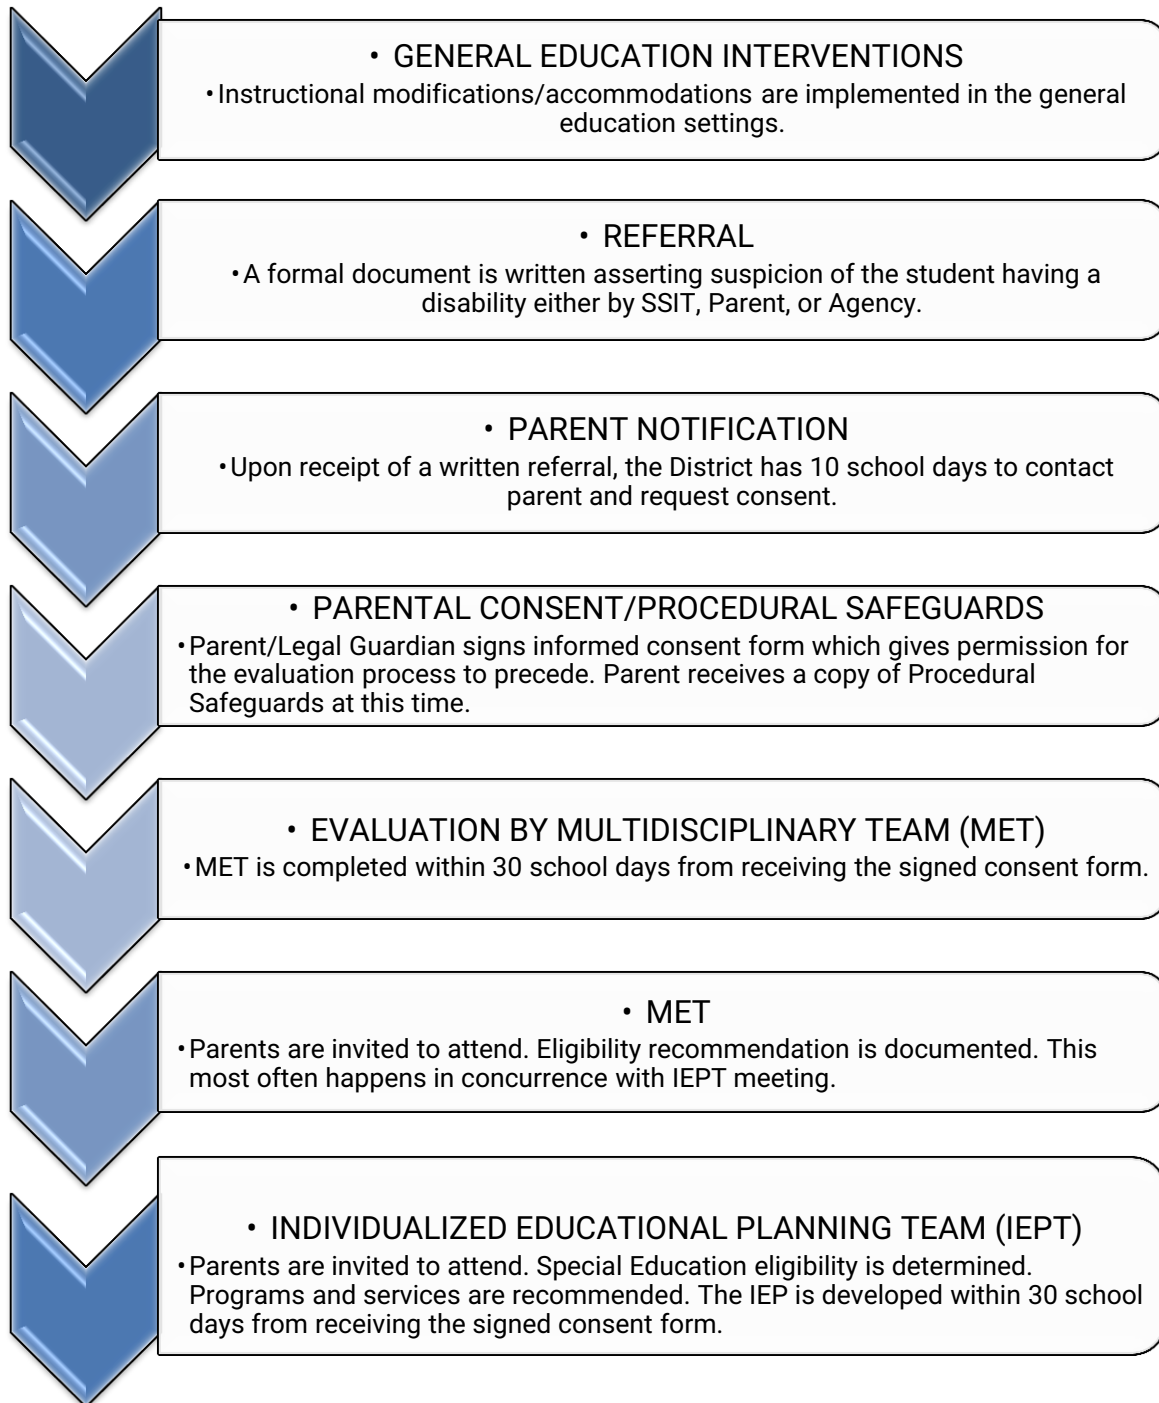 • GENERAL EDUCATION INTERVENTIONS
•Instructional modifications/accommodations are implemented in the general
education settings.
• REFERRAL
•A formal document is written asserting suspicion of the student having a
disability either by SSIT, Parent, or Agency.
• PARENT NOTIFICATION
•Upon receipt of a written referral, the District has 10 school days to contact
parent and request consent.
• PARENTAL CONSENT/PROCEDURAL SAFEGUARDS
•Parent/Legal Guardian signs informed consent form which gives permission for
the evaluation process to precede. Parent receives a copy of Procedural
Safeguards at this time.
• EVALUATION BY MULTIDISCIPLINARY TEAM (MET)
•MET is completed within 30 school days from receiving the signed consent form.
• MET
•Parents are invited to attend. Eligibility recommendation is documented. This
most often happens in concurrence with IEPT meeting.
• INDIVIDUALIZED EDUCATIONAL PLANNING TEAM (IEPT)
•Parents are invited to attend. Special Education eligibility is determined.
Programs and services are recommended. The IEP is developed within 30 school
days from receiving the signed consent form.